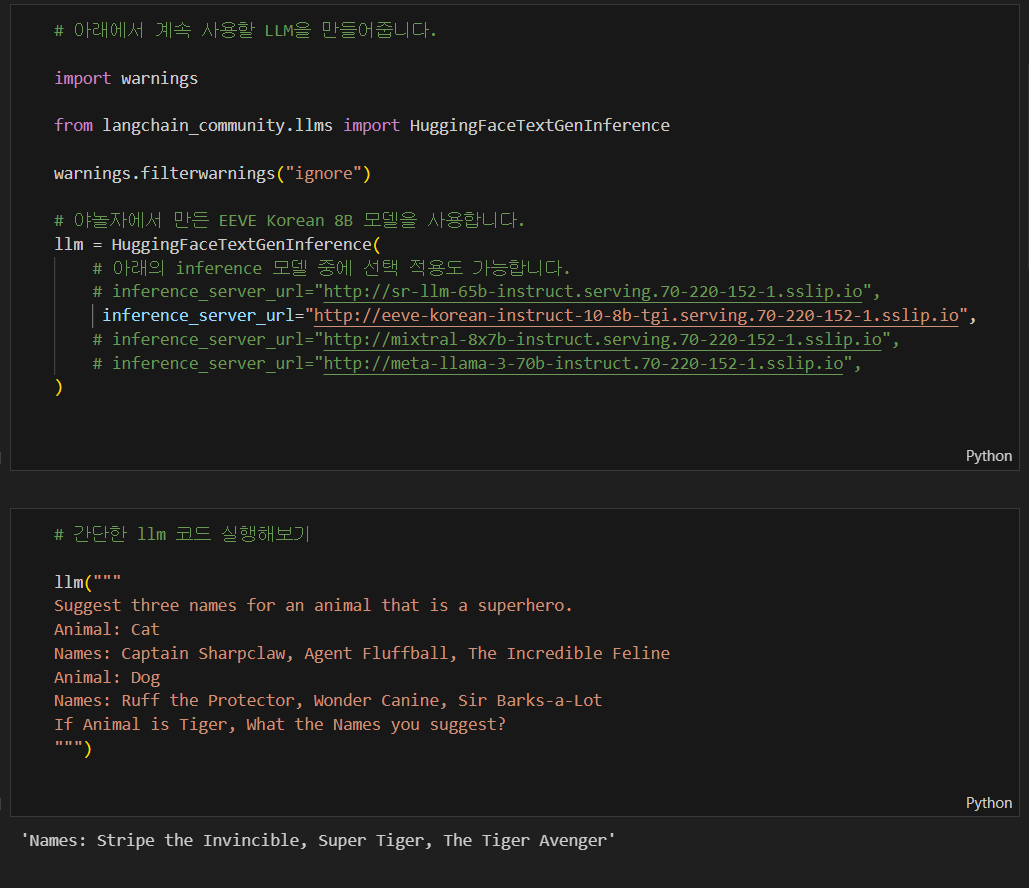 # 아래에서 계속 사용할 LLM을 만들어줍니다.
import warnings
from langchain_community.llms import HuggingFaceTextGenInference
warnings.filterwarnings("ignore")
# 야놀자에서 만든 EEVE Korean 8B 모델을 사용합니다.
llm = HuggingFaceTextGenInference(
# 아래의 inference 모델 중에 선택 적용도 가능합니다.
# inference_server_url="http://sr-llm-65b-instruct.serving.70-220-152-1.sslip.io",
inference_server_url="http://eeve-korean-instruct-10-8b-tgi.serving.70-220-152-1.sslip.io",
# inference_server_url="http://mixtral-8x7b-instruct.serving.70-220-152-1.sslip.io",
# inference_server_url="http://meta-llama-3-70b-instruct.70-220-152-1.sslip.io",
)
Python
# 간단한 llm 코드 실행해보기
llm("""
Suggest three names for an animal that is a superhero.
Animal: Cat
Names: Captain Sharpclaw, Agent Fluffball, The Incredible Feline
Animal: Dog
Names: Ruff the Protector, Wonder Canine, Sir Barks-a-Lot
If Animal is Tiger, What the Names you suggest?
""")
Python
'Names: Stripe the Invincible, Super Tiger, The Tiger Avenger'